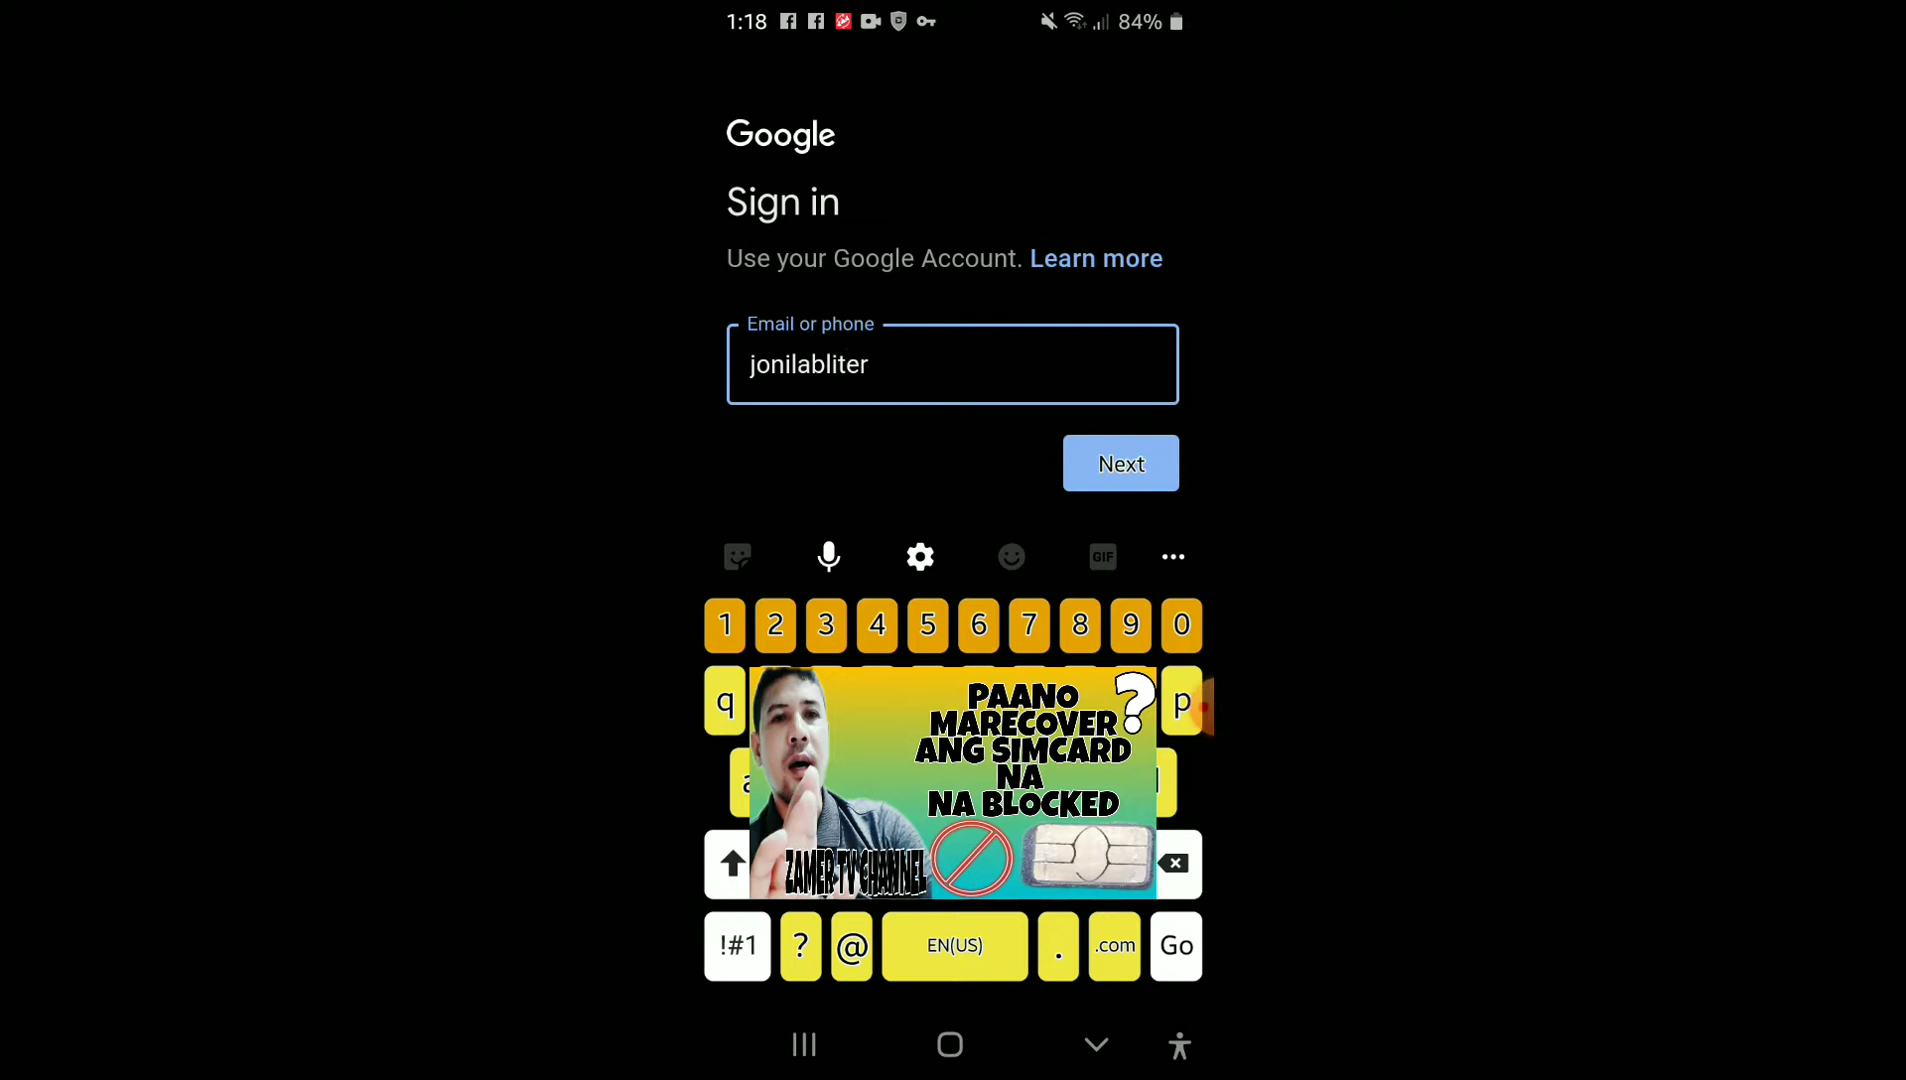 1:18 84%
Google
Sign in
Use your Google Account. Learn more
Email or phone
jonilabliter
Next
GIF
1 2 3 4 5 6 7 8 9 0
q p
PAANO ?
MARECOVER
ANG SIMCARD
NA
NA BLOCKED
ZAMER TV CHANNEL
!#1 ? @ EN(US) . .com Go